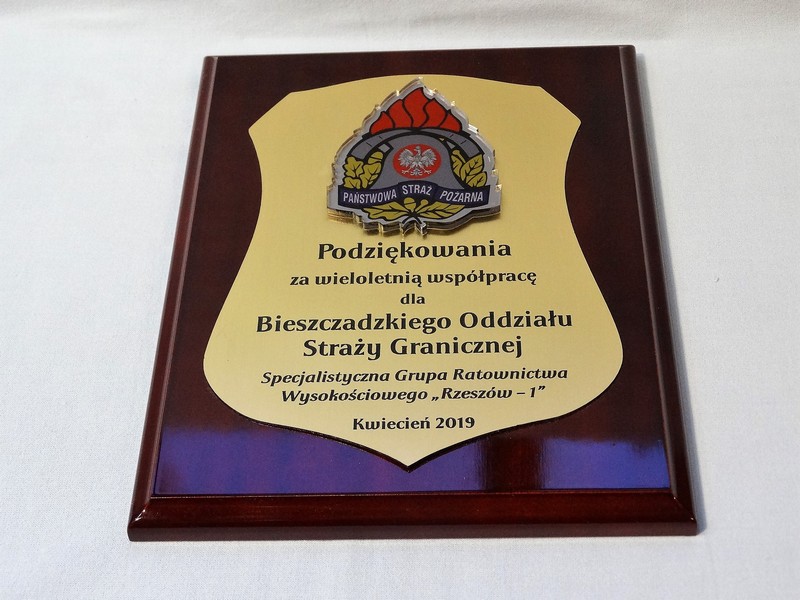 PAŃSTWOWA STRAŻ POŻARNA
Podziękowania
za wieloletnią współpracę
dla
Bieszczadzkiego Oddziału
Straży Granicznej
Specjalistyczna Grupa Ratownictwa
Wysokościowego „Rzeszów – 1”
Kwiecień 2019